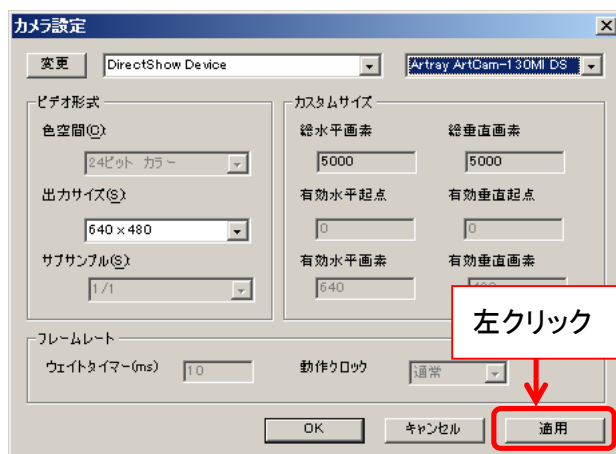 カメラ設定
変更 DirectShow Device Artray ArtCam-130MI DS
ビデオ形式
色空間(C):
24ビット カラー
出力サイズ(S):
640 × 480
サブサンプル(S):
1/1
カスタムサイズ
総水平画素 総垂直画素
5000 5000
有効水平起点 有効垂直起点
0 0
有効水平画素 有効垂直画素
640
左クリック
フレームレート
ウェイトタイマー(ms) 10 動作クロック 通常
OK キャンセル 適用